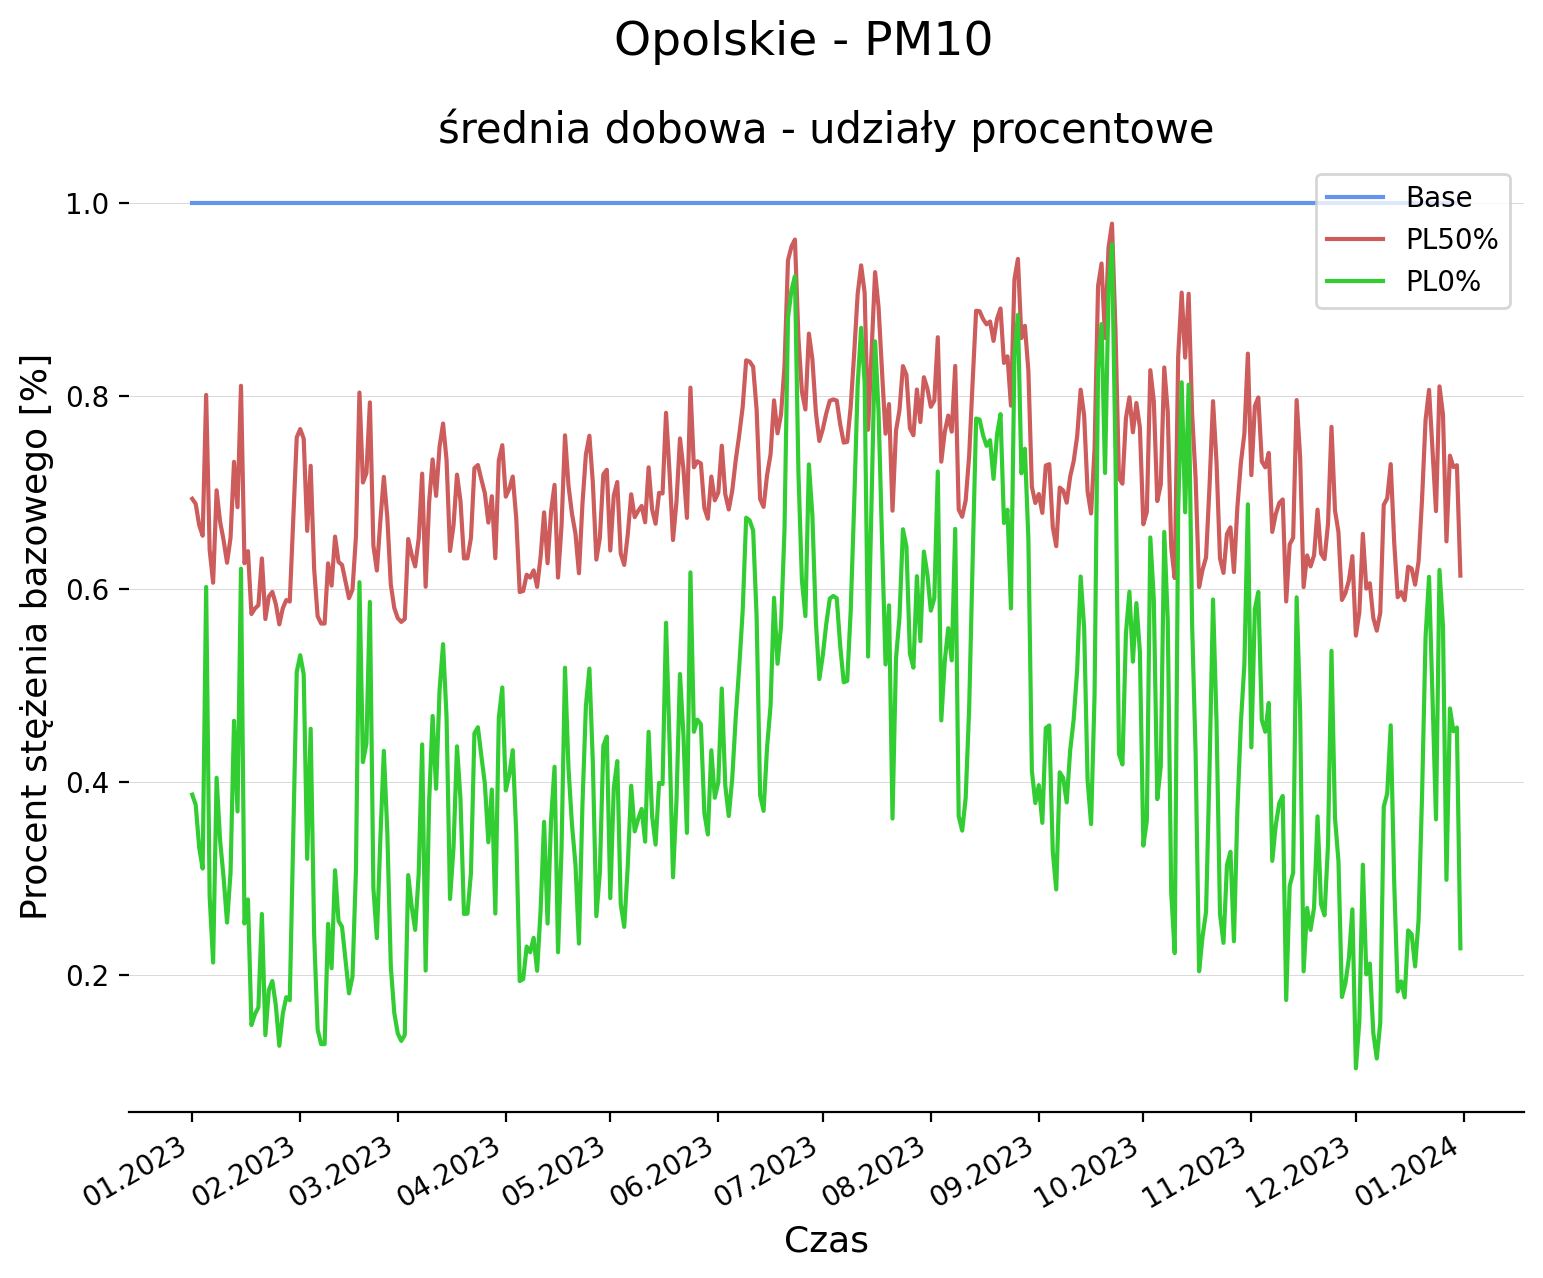 Opolskie - PM10
średnia dobowa - udziały procentowe
Procent stężenia bazowego [%]
1.0
0.8
0.6
0.4
0.2
Base
PL50%
PL0%
01.2023
02.2023
03.2023
04.2023
05.2023
06.2023
07.2023
08.2023
09.2023
10.2023
11.2023
12.2023
01.2024
Czas